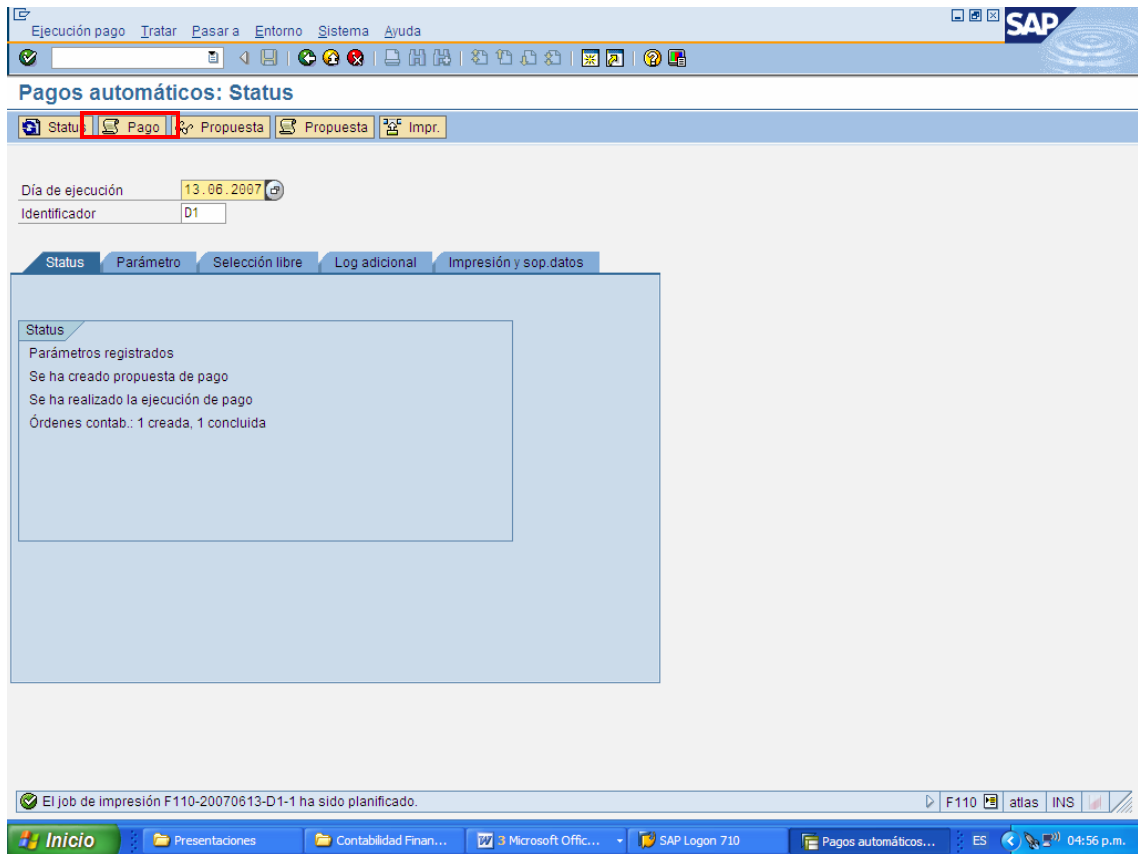 Ejecución pago Tratar Pasar a Entorno Sistema Ayuda
SAP
Pagos automáticos: Status
Status Pago Propuesta Propuesta Impr.
Día de ejecución 13.06.2007
Identificador D1
Status Parámetro Selección libre Log adicional Impresión y sop.datos
Status
Parámetros registrados
Se ha creado propuesta de pago
Se ha realizado la ejecución de pago
Órdenes contab.: 1 creada, 1 concluida
El job de impresión F110-20070613-D1-1 ha sido planificado. F110 atlas INS
Inicio Presentaciones Contabilidad Finan... 3 Microsoft Offic... SAP Logon 710 Pagos automáticos... ES 04:56 p.m.